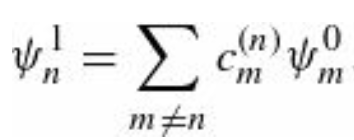 ψ_n^1 = ∑_{m≠n} c_m^{(n)} ψ_m^0.